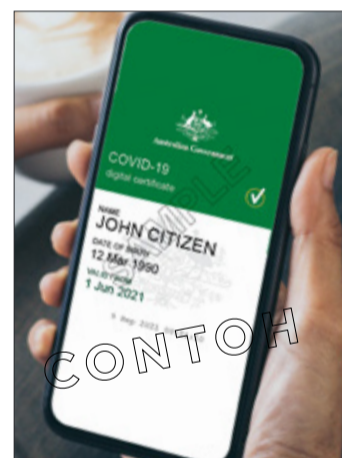 Australian Government
COVID-19
digital certificate
SAMPLE
NAME
JOHN CITIZEN
DATE OF BIRTH
12 Mar 1990
VALID FROM
1 Jun 2021
CONTOH